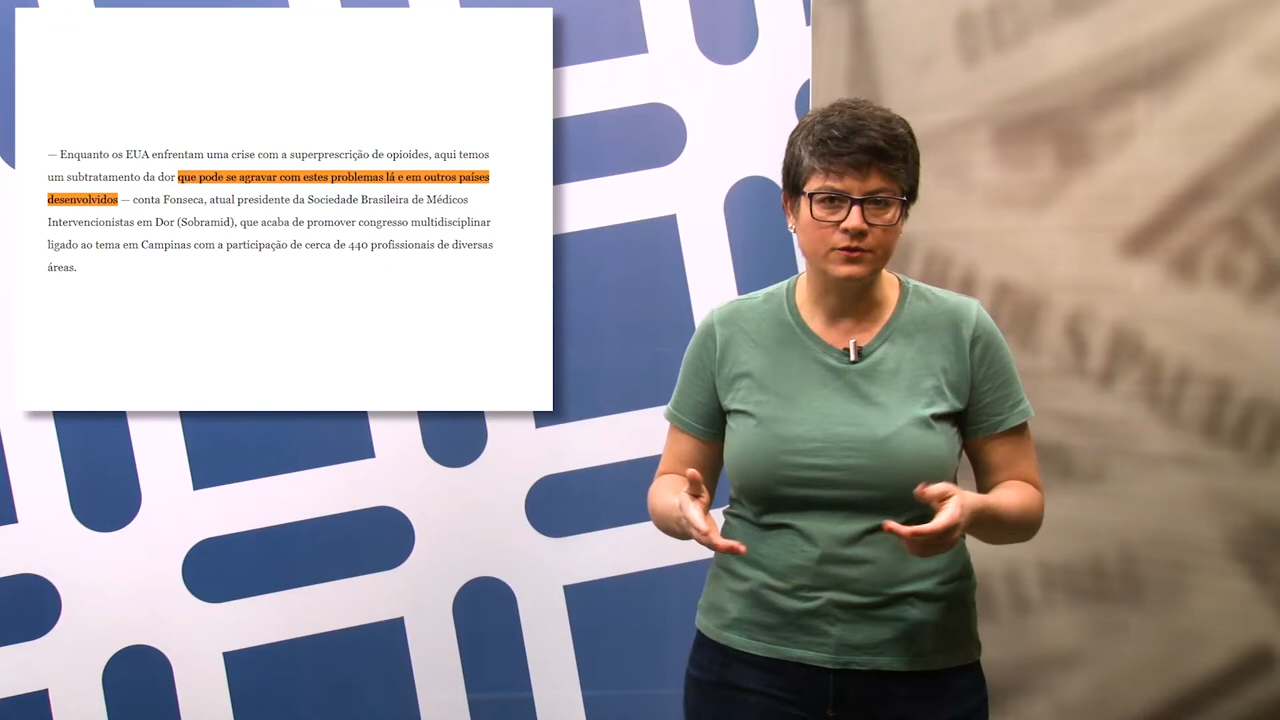 — Enquanto os EUA enfrentam uma crise com a superprescrição de opioides, aqui temos
um subtratamento da dor que pode se agravar com estes problemas lá e em outros países
desenvolvidos — conta Fonseca, atual presidente da Sociedade Brasileira de Médicos
Intervencionistas em Dor (Sobramid), que acaba de promover congresso multidisciplinar
ligado ao tema em Campinas com a participação de cerca de 440 profissionais de diversas
áreas.